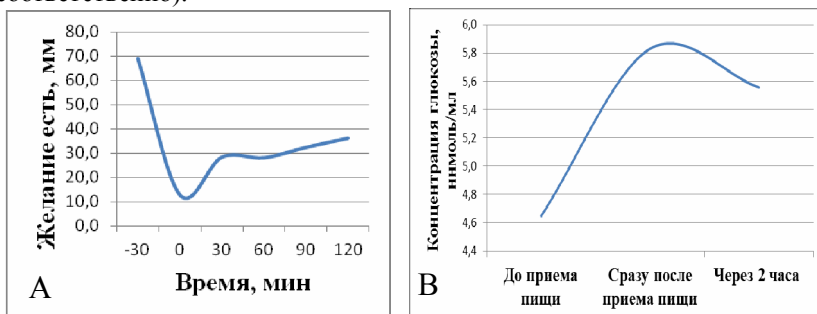 соответственно).
80,0
70,0
60,0
50,0
40,0
30,0
20,0
10,0
0,0
Желание есть, мм
-30 0 30 60 90 120
Время, мин
А
6,0
5,8
5,6
5,4
5,2
5,0
4,8
4,6
4,4
Концентрация глюкозы,
ммоль/мл
До приема
пищи
Сразу после
приема пищи
Через 2 часа
В